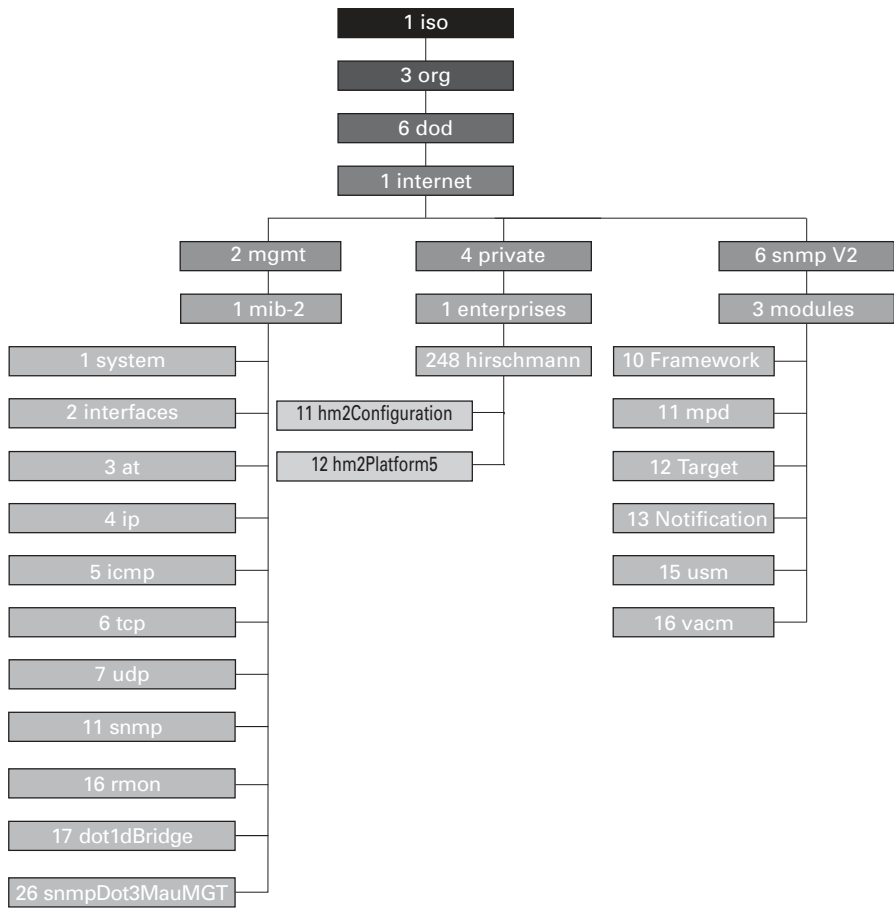 1 iso
3 org
6 dod
1 internet
2 mgmt
4 private
6 snmp V2
1 mib-2
1 enterprises
3 modules
1 system
248 hirschmann
10 Framework
2 interfaces
11 hm2Configuration
11 mpd
3 at
12 hm2Platform5
12 Target
4 ip
13 Notification
5 icmp
15 usm
6 tcp
16 vacm
7 udp
11 snmp
16 rmon
17 dot1dBridge
26 snmpDot3MauMGT